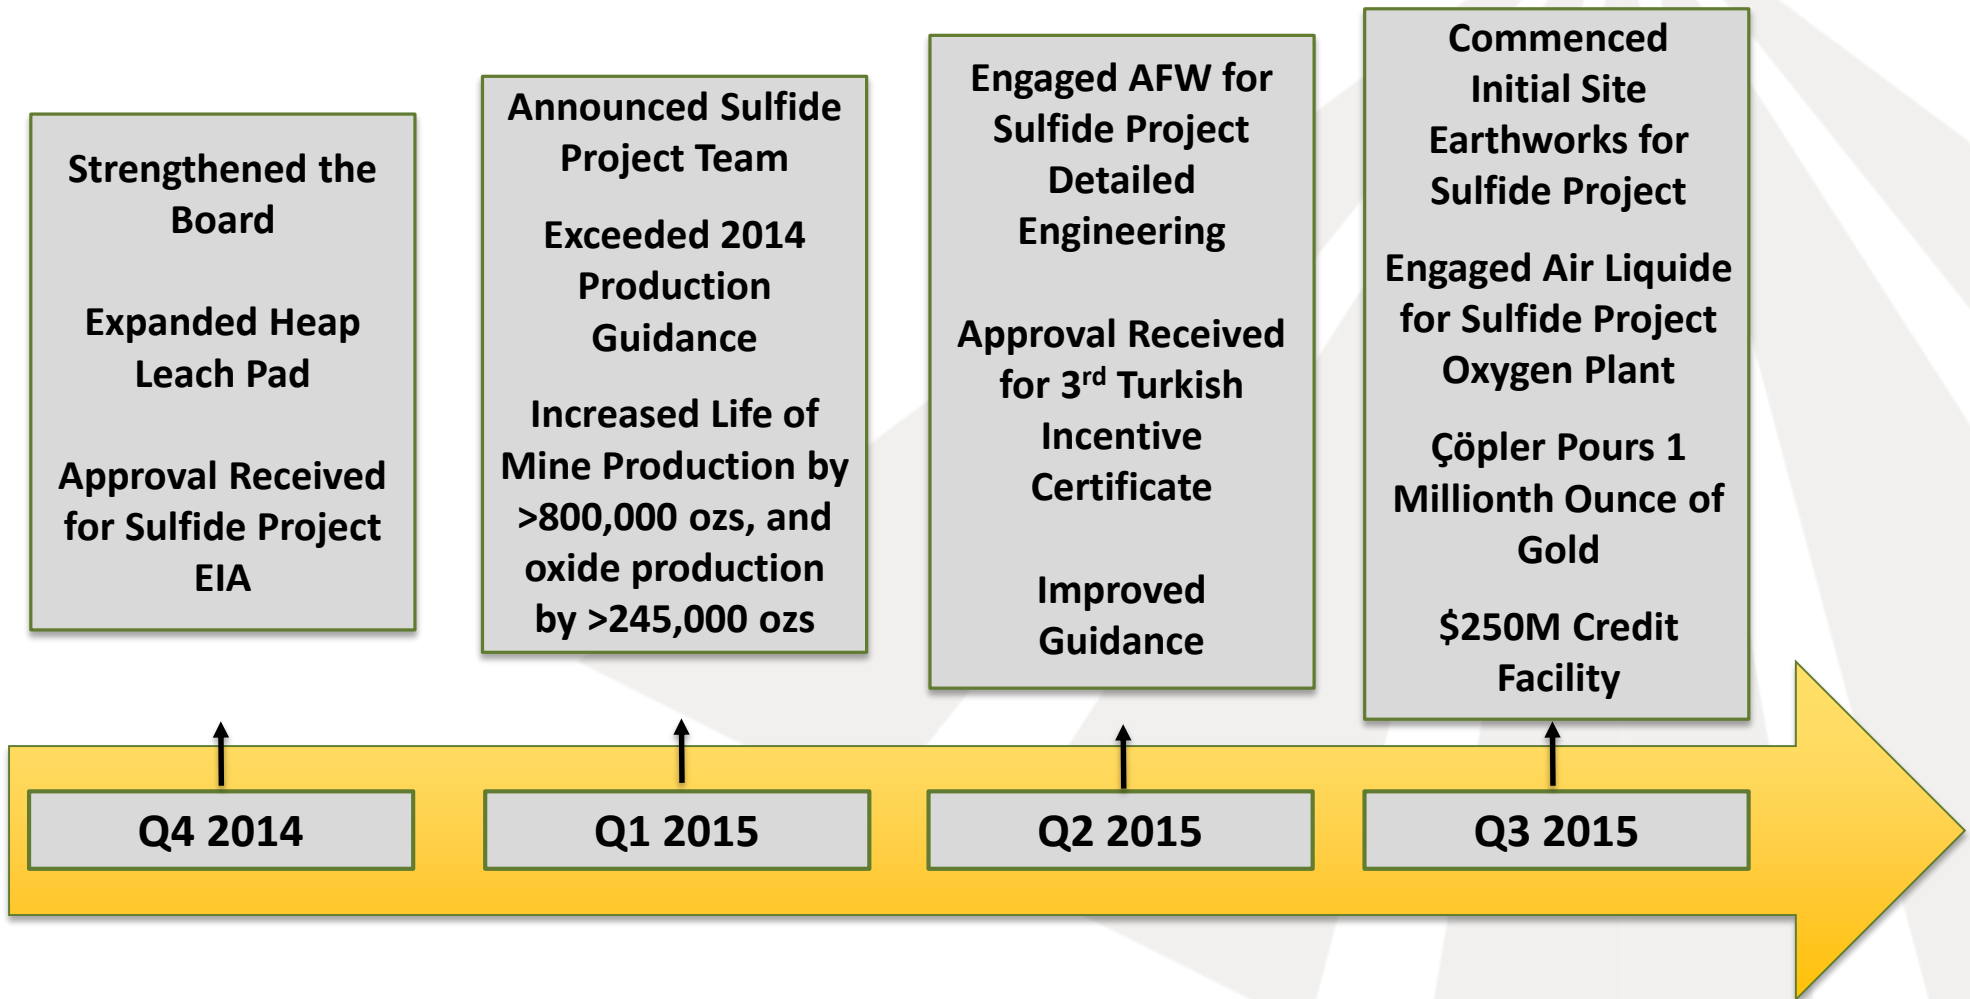 Strengthened the
Board
Expanded Heap
Leach Pad
Approval Received
for Sulfide Project
EIA
Announced Sulfide
Project Team
Exceeded 2014
Production
Guidance
Increased Life of
Mine Production by
>800,000 ozs, and
oxide production
by >245,000 ozs
Engaged AFW for
Sulfide Project
Detailed
Engineering
Approval Received
for 3rd Turkish
Incentive
Certificate
Improved
Guidance
Commenced
Initial Site
Earthworks for
Sulfide Project
Engaged Air Liquide
for Sulfide Project
Oxygen Plant
Çöpler Pours 1
Millionth Ounce of
Gold
$250M Credit
Facility
Q4 2014
Q1 2015
Q2 2015
Q3 2015